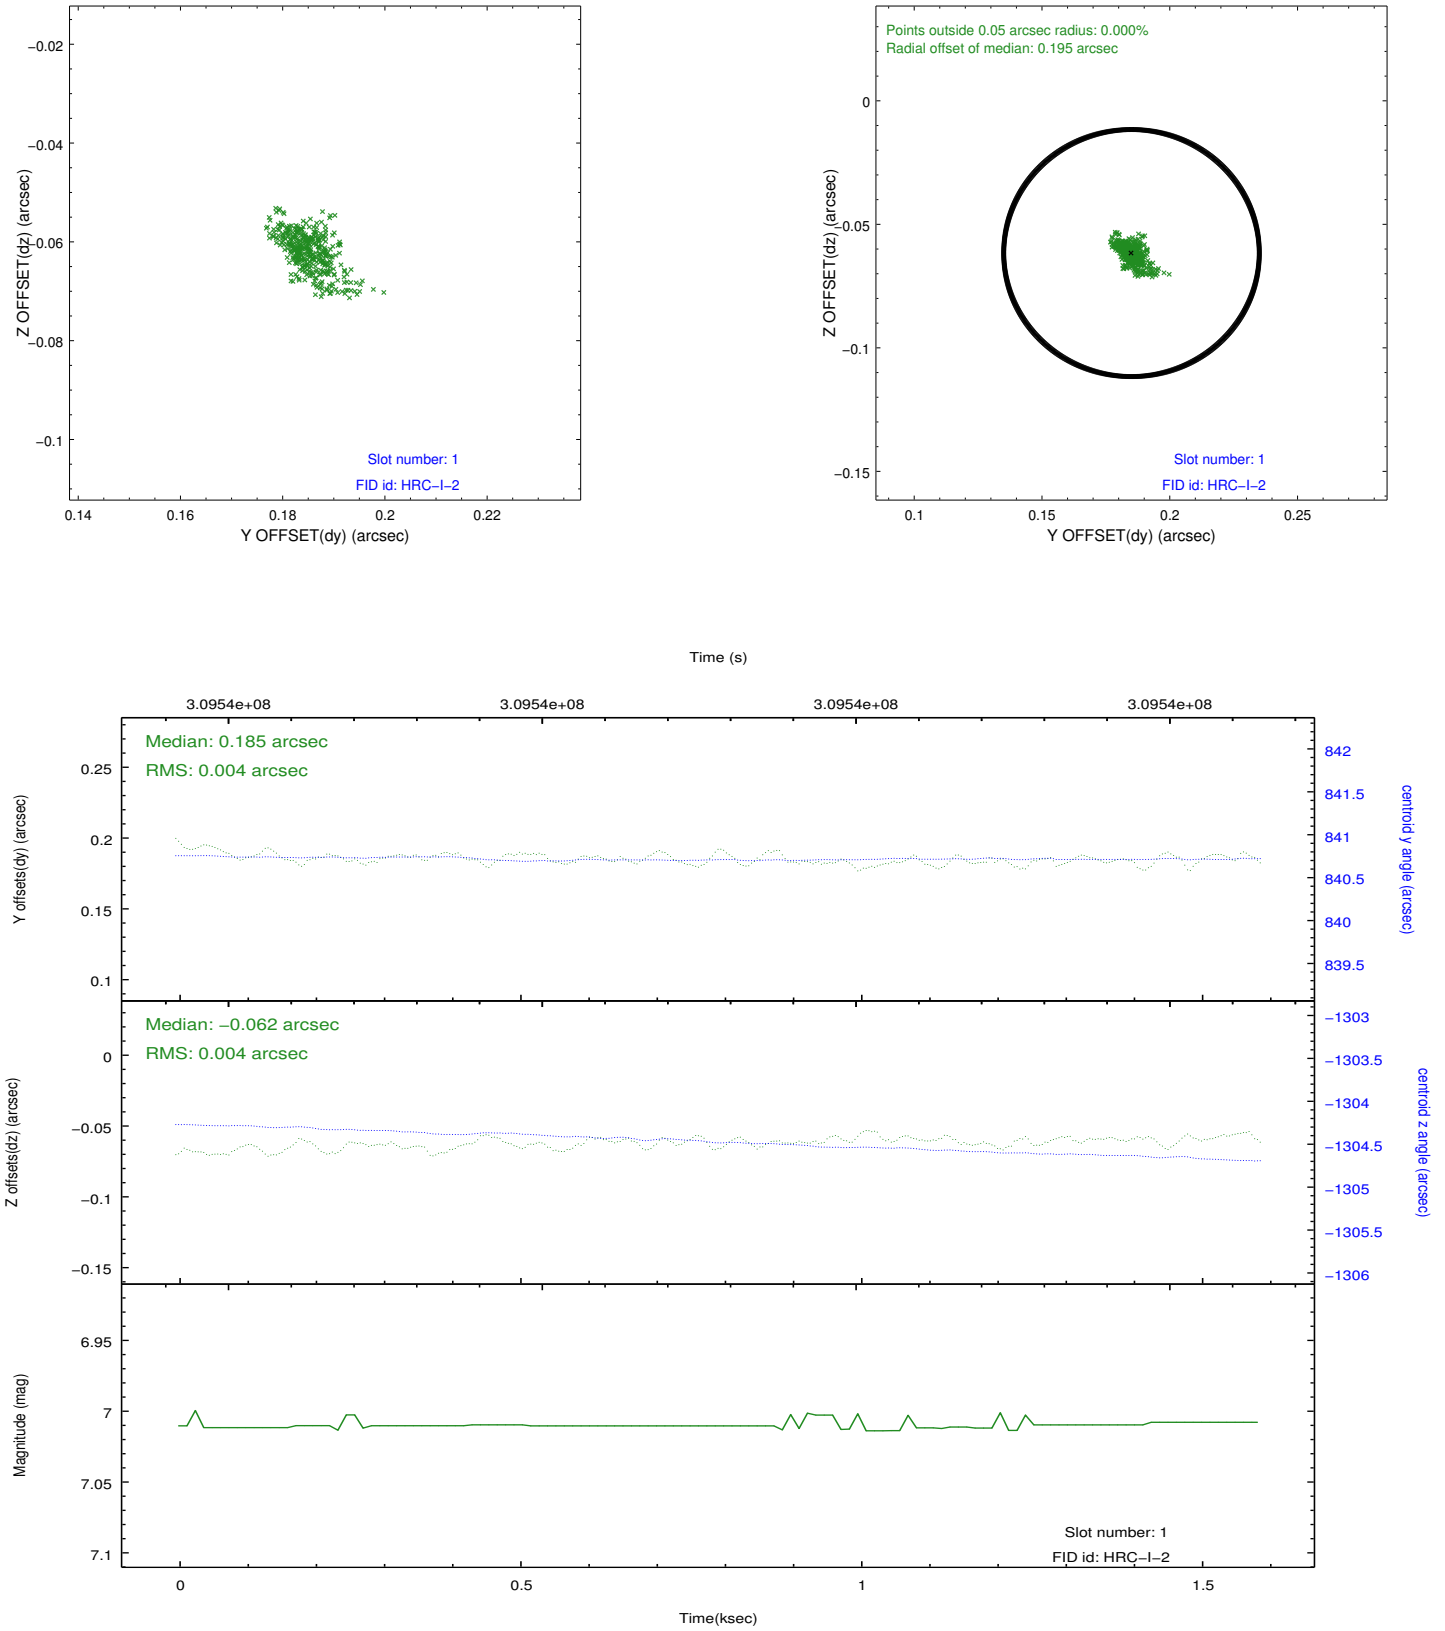 −0.02
−0.04
−0.06
−0.08
−0.1
Z OFFSET(dz) (arcsec)
Slot number: 1
FID id: HRC−I−2
0.14 0.16 0.18 0.2 0.22
Y OFFSET(dy) (arcsec)
Points outside 0.05 arcsec radius: 0.000%
Radial offset of median: 0.195 arcsec
0
−0.05
−0.1
−0.15
Z OFFSET(dz) (arcsec)
Slot number: 1
FID id: HRC−I−2
0.1 0.15 0.2 0.25
Y OFFSET(dy) (arcsec)
Time (s)
3.0954e+08 3.0954e+08 3.0954e+08 3.0954e+08
Median: 0.185 arcsec
RMS: 0.004 arcsec
0.25
0.2
0.15
0.1
Y offsets(dy) (arcsec)
842
841.5
841
840.5
840
839.5
centroid y angle (arcsec)
Median: −0.062 arcsec
RMS: 0.004 arcsec
0
−0.05
−0.1
−0.15
Z offsets(dz) (arcsec)
−1303
−1303.5
−1304
−1304.5
−1305
−1305.5
−1306
centroid z angle (arcsec)
6.95
7
7.05
7.1
Magnitude (mag)
Slot number: 1
FID id: HRC−I−2
0 0.5 1 1.5
Time(ksec)